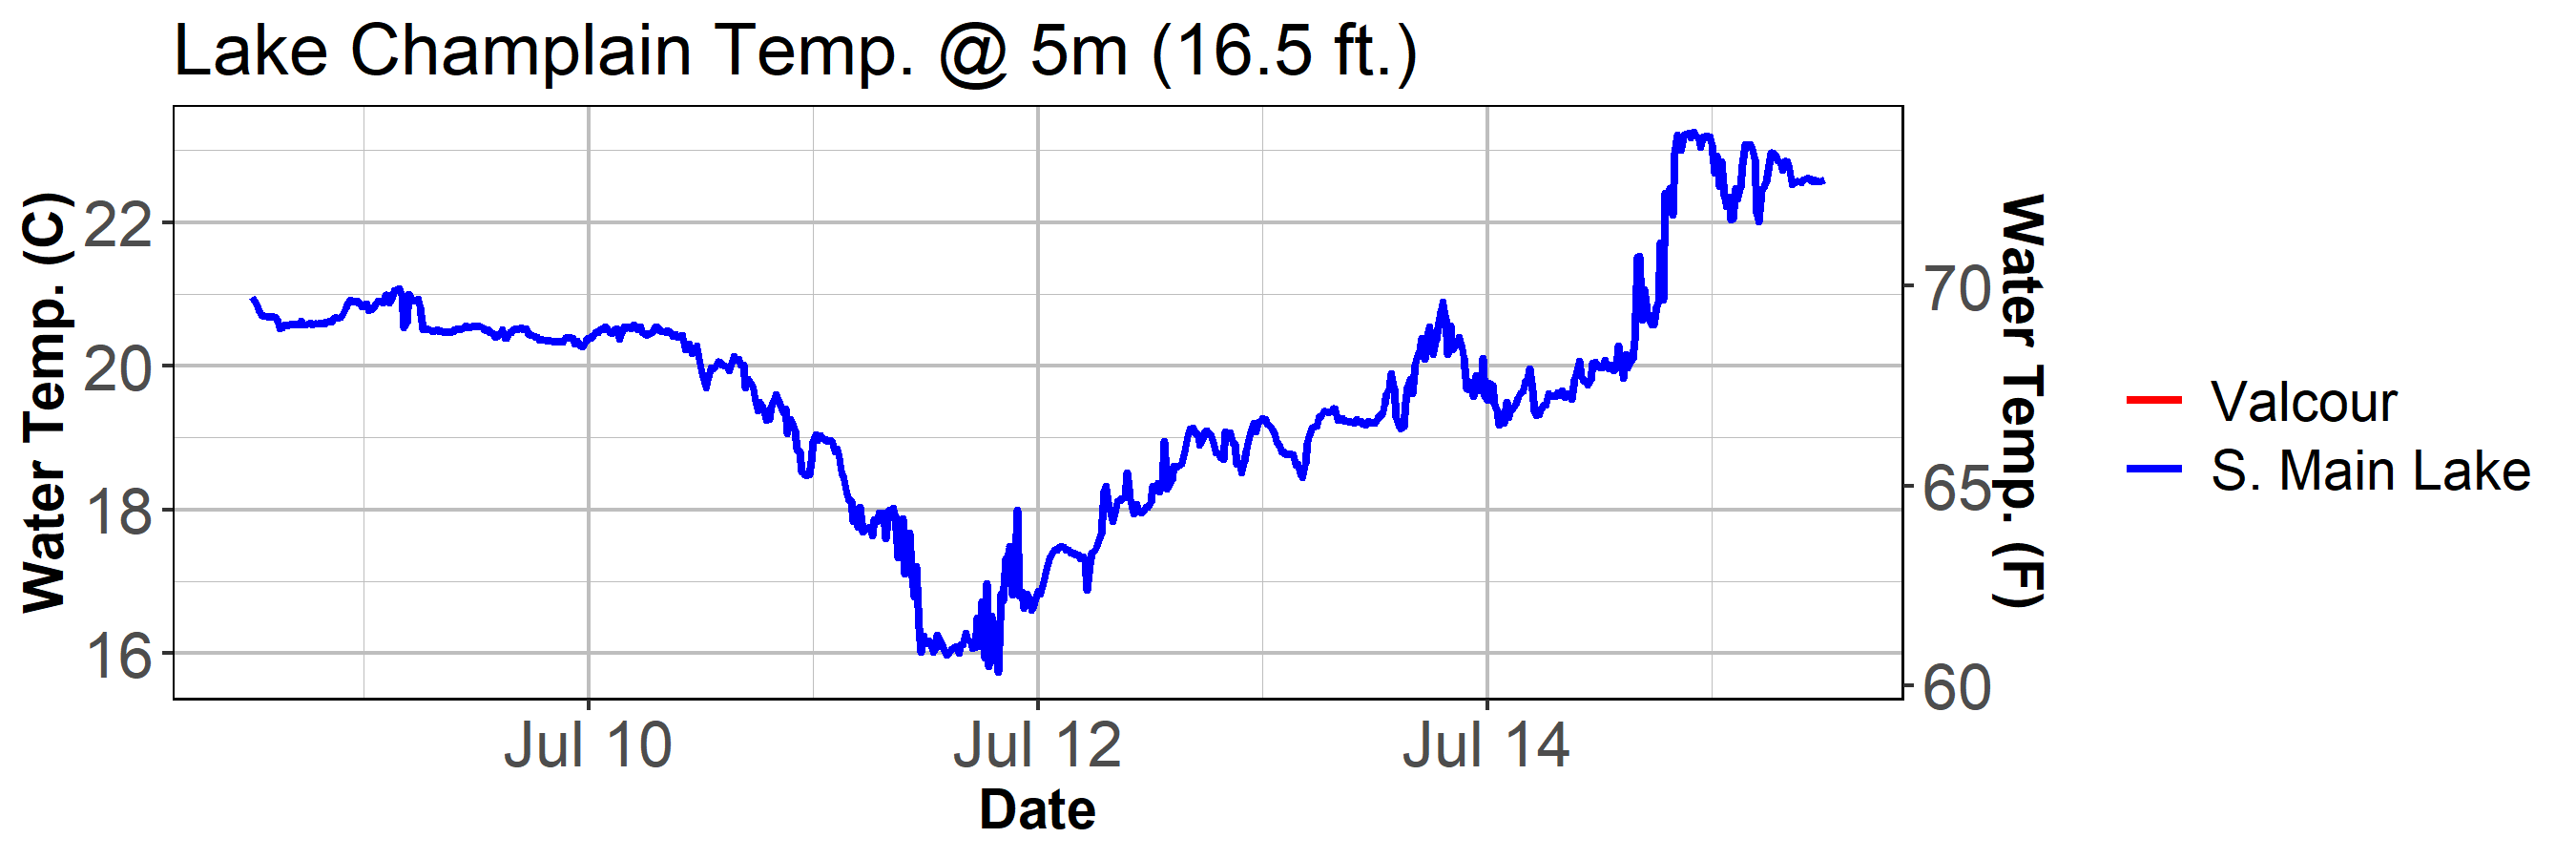 Lake Champlain Temp. @ 5m (16.5 ft.)
Water Temp. (C)
22
20
18
16
Jul 10
Jul 12
Jul 14
Date
70
65
60
Water Temp. (F)
Valcour
S. Main Lake